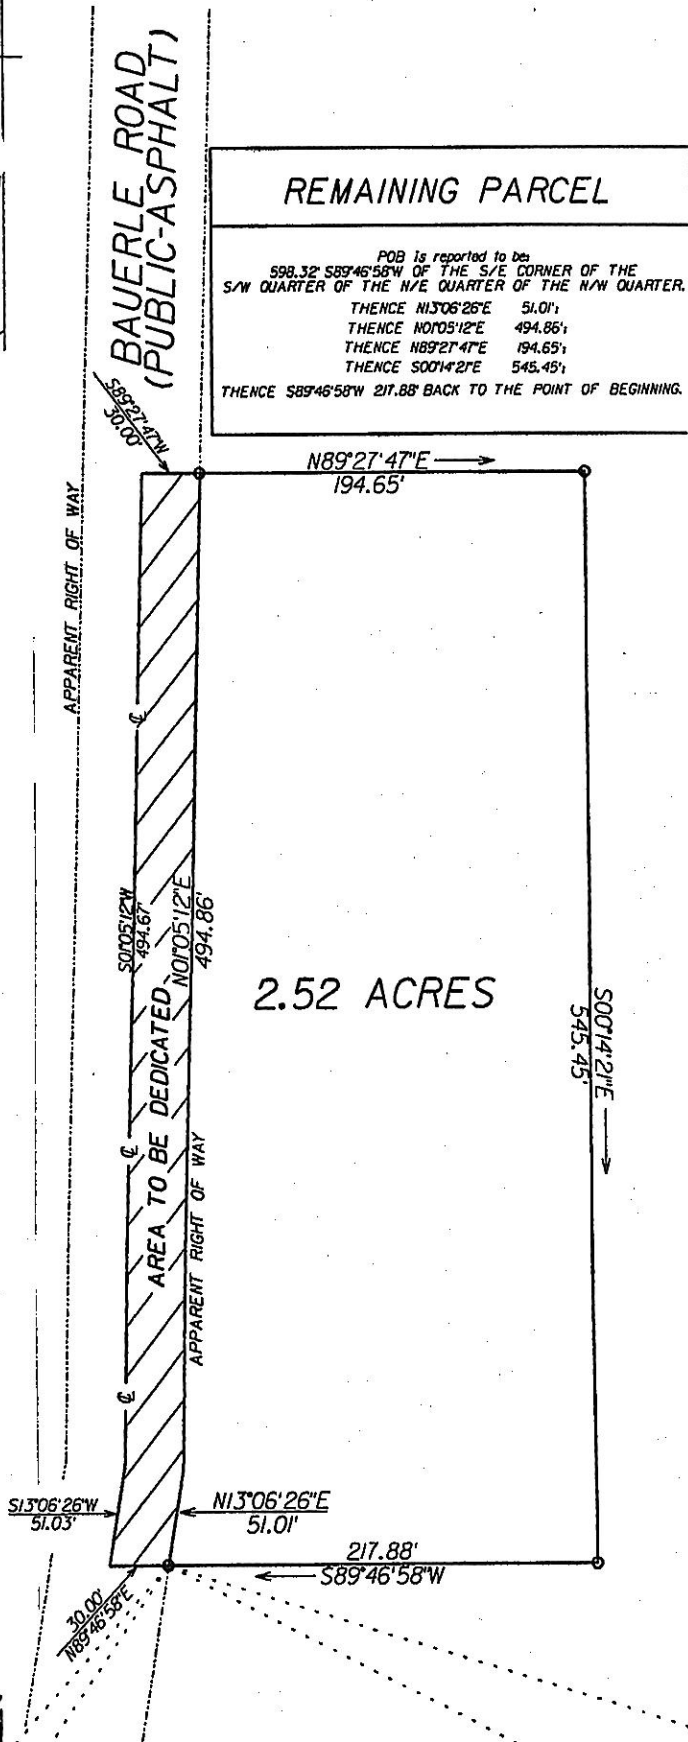 BAUERLE ROAD
(PUBLIC-ASPHALT)
REMAINING PARCEL
POB is reported to be:
598.32' S89°46'58"W OF THE S/E CORNER OF THE
S/W QUARTER OF THE N/E QUARTER OF THE N/W QUARTER.
THENCE N13°06'26"E 51.01';
THENCE N01°05'12"E 494.86';
THENCE N89°27'47"E 194.65';
THENCE S00°14'21"E 545.45';
THENCE S89°46'58"W 217.88' BACK TO THE POINT OF BEGINNING.
S89°27'47"W
30.00'
N89°27'47"E
194.65'
APPARENT RIGHT OF WAY
S01°05'12"W
494.67'
N01°05'12"E
494.86'
2.52 ACRES
S00°14'21"E
545.45'
AREA TO BE DEDICATED
APPARENT RIGHT OF WAY
S13°06'26"W
51.03'
N13°06'26"E
51.01'
217.88'
S89°46'58"W
30.00'
N89°46'58"E